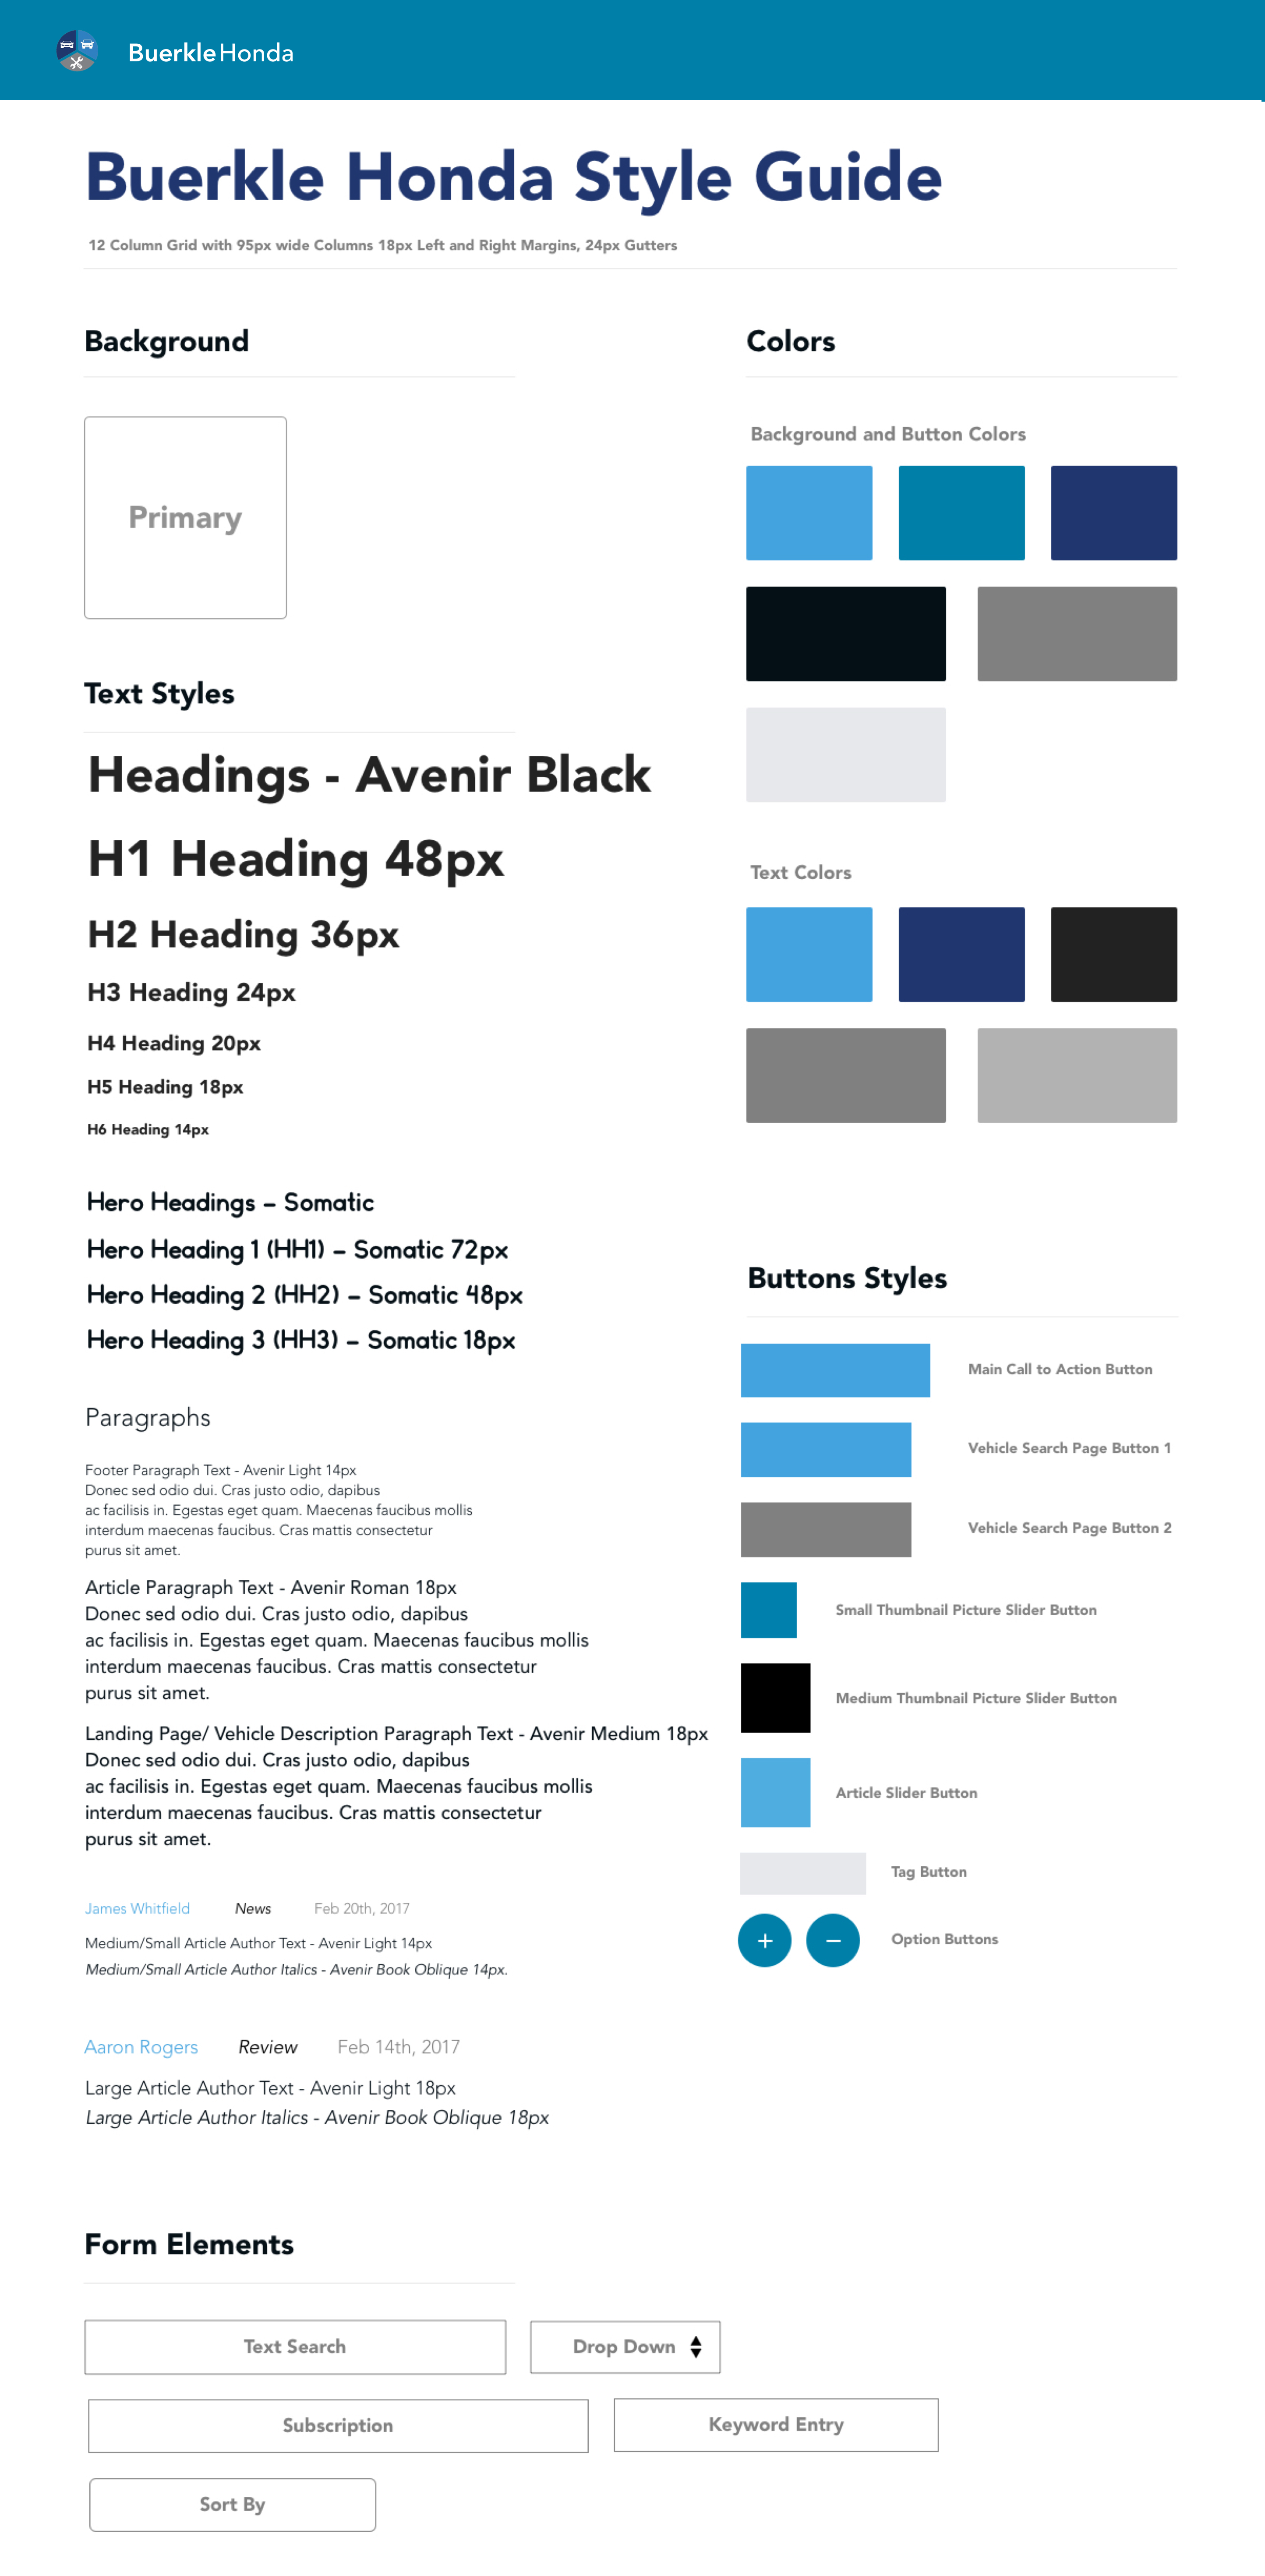 BuerkleHonda
Buerkle Honda Style Guide
12 Column Grid with 95px wide Columns 18px Left and Right Margins, 24px Gutters
Background
Primary
Text Styles
Headings - Avenir Black
H1 Heading 48px
H2 Heading 36px
H3 Heading 24px
H4 Heading 20px
H5 Heading 18px
H6 Heading 14px
Hero Headings – Somatic
Hero Heading 1 (HH1) – Somatic 72px
Hero Heading 2 (HH2) – Somatic 48px
Hero Heading 3 (HH3) – Somatic 18px
Paragraphs
Footer Paragraph Text - Avenir Light 14px
Donec sed odio dui. Cras justo odio, dapibus
ac facilisis in. Egestas eget quam. Maecenas faucibus mollis
interdum maecenas faucibus. Cras mattis consectetur
purus sit amet.
Article Paragraph Text - Avenir Roman 18px
Donec sed odio dui. Cras justo odio, dapibus
ac facilisis in. Egestas eget quam. Maecenas faucibus mollis
interdum maecenas faucibus. Cras mattis consectetur
purus sit amet.
Landing Page/ Vehicle Description Paragraph Text - Avenir Medium 18px
Donec sed odio dui. Cras justo odio, dapibus
ac facilisis in. Egestas eget quam. Maecenas faucibus mollis
interdum maecenas faucibus. Cras mattis consectetur
purus sit amet.
James Whitfield News Feb 20th, 2017
Medium/Small Article Author Text - Avenir Light 14px
Medium/Small Article Author Italics - Avenir Book Oblique 14px.
Aaron Rogers Review Feb 14th, 2017
Large Article Author Text - Avenir Light 18px
Large Article Author Italics - Avenir Book Oblique 18px
Colors
Background and Button Colors
Text Colors
Buttons Styles
Main Call to Action Button
Vehicle Search Page Button 1
Vehicle Search Page Button 2
Small Thumbnail Picture Slider Button
Medium Thumbnail Picture Slider Button
Article Slider Button
Tag Button
+ − Option Buttons
Form Elements
Text Search
Drop Down
Subscription
Keyword Entry
Sort By